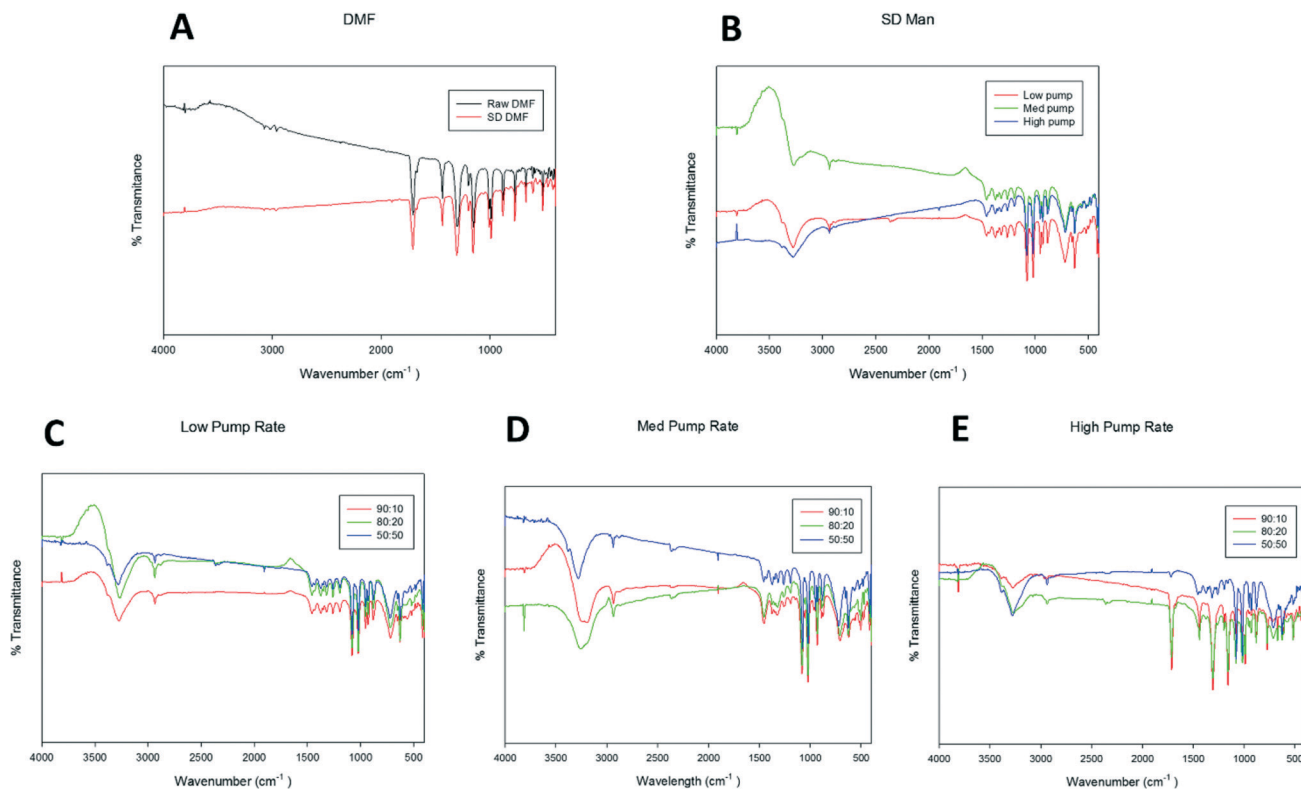 A
DMF
% Transmitance
Raw DMF
SD DMF
4000 3000 2000 1000
Wavenumber (cm⁻¹)
B
SD Man
% Transmitance
Low pump
Med pump
High pump
4000 3500 3000 2500 2000 1500 1000 500
Wavenumber (cm⁻¹)
C
Low Pump Rate
% Transmittance
90:10
80:20
50:50
4000 3500 3000 2500 2000 1500 1000 500
Wavenumber (cm⁻¹)
D
Med Pump Rate
% Transmittance
90:10
80:20
50:50
4000 3500 3000 2500 2000 1500 1000 500
Wavelength (cm⁻¹)
E
High Pump Rate
% Transmittance
90:10
80:20
50:50
4000 3500 3000 2500 2000 1500 1000 500
Wavenumber (cm⁻¹)